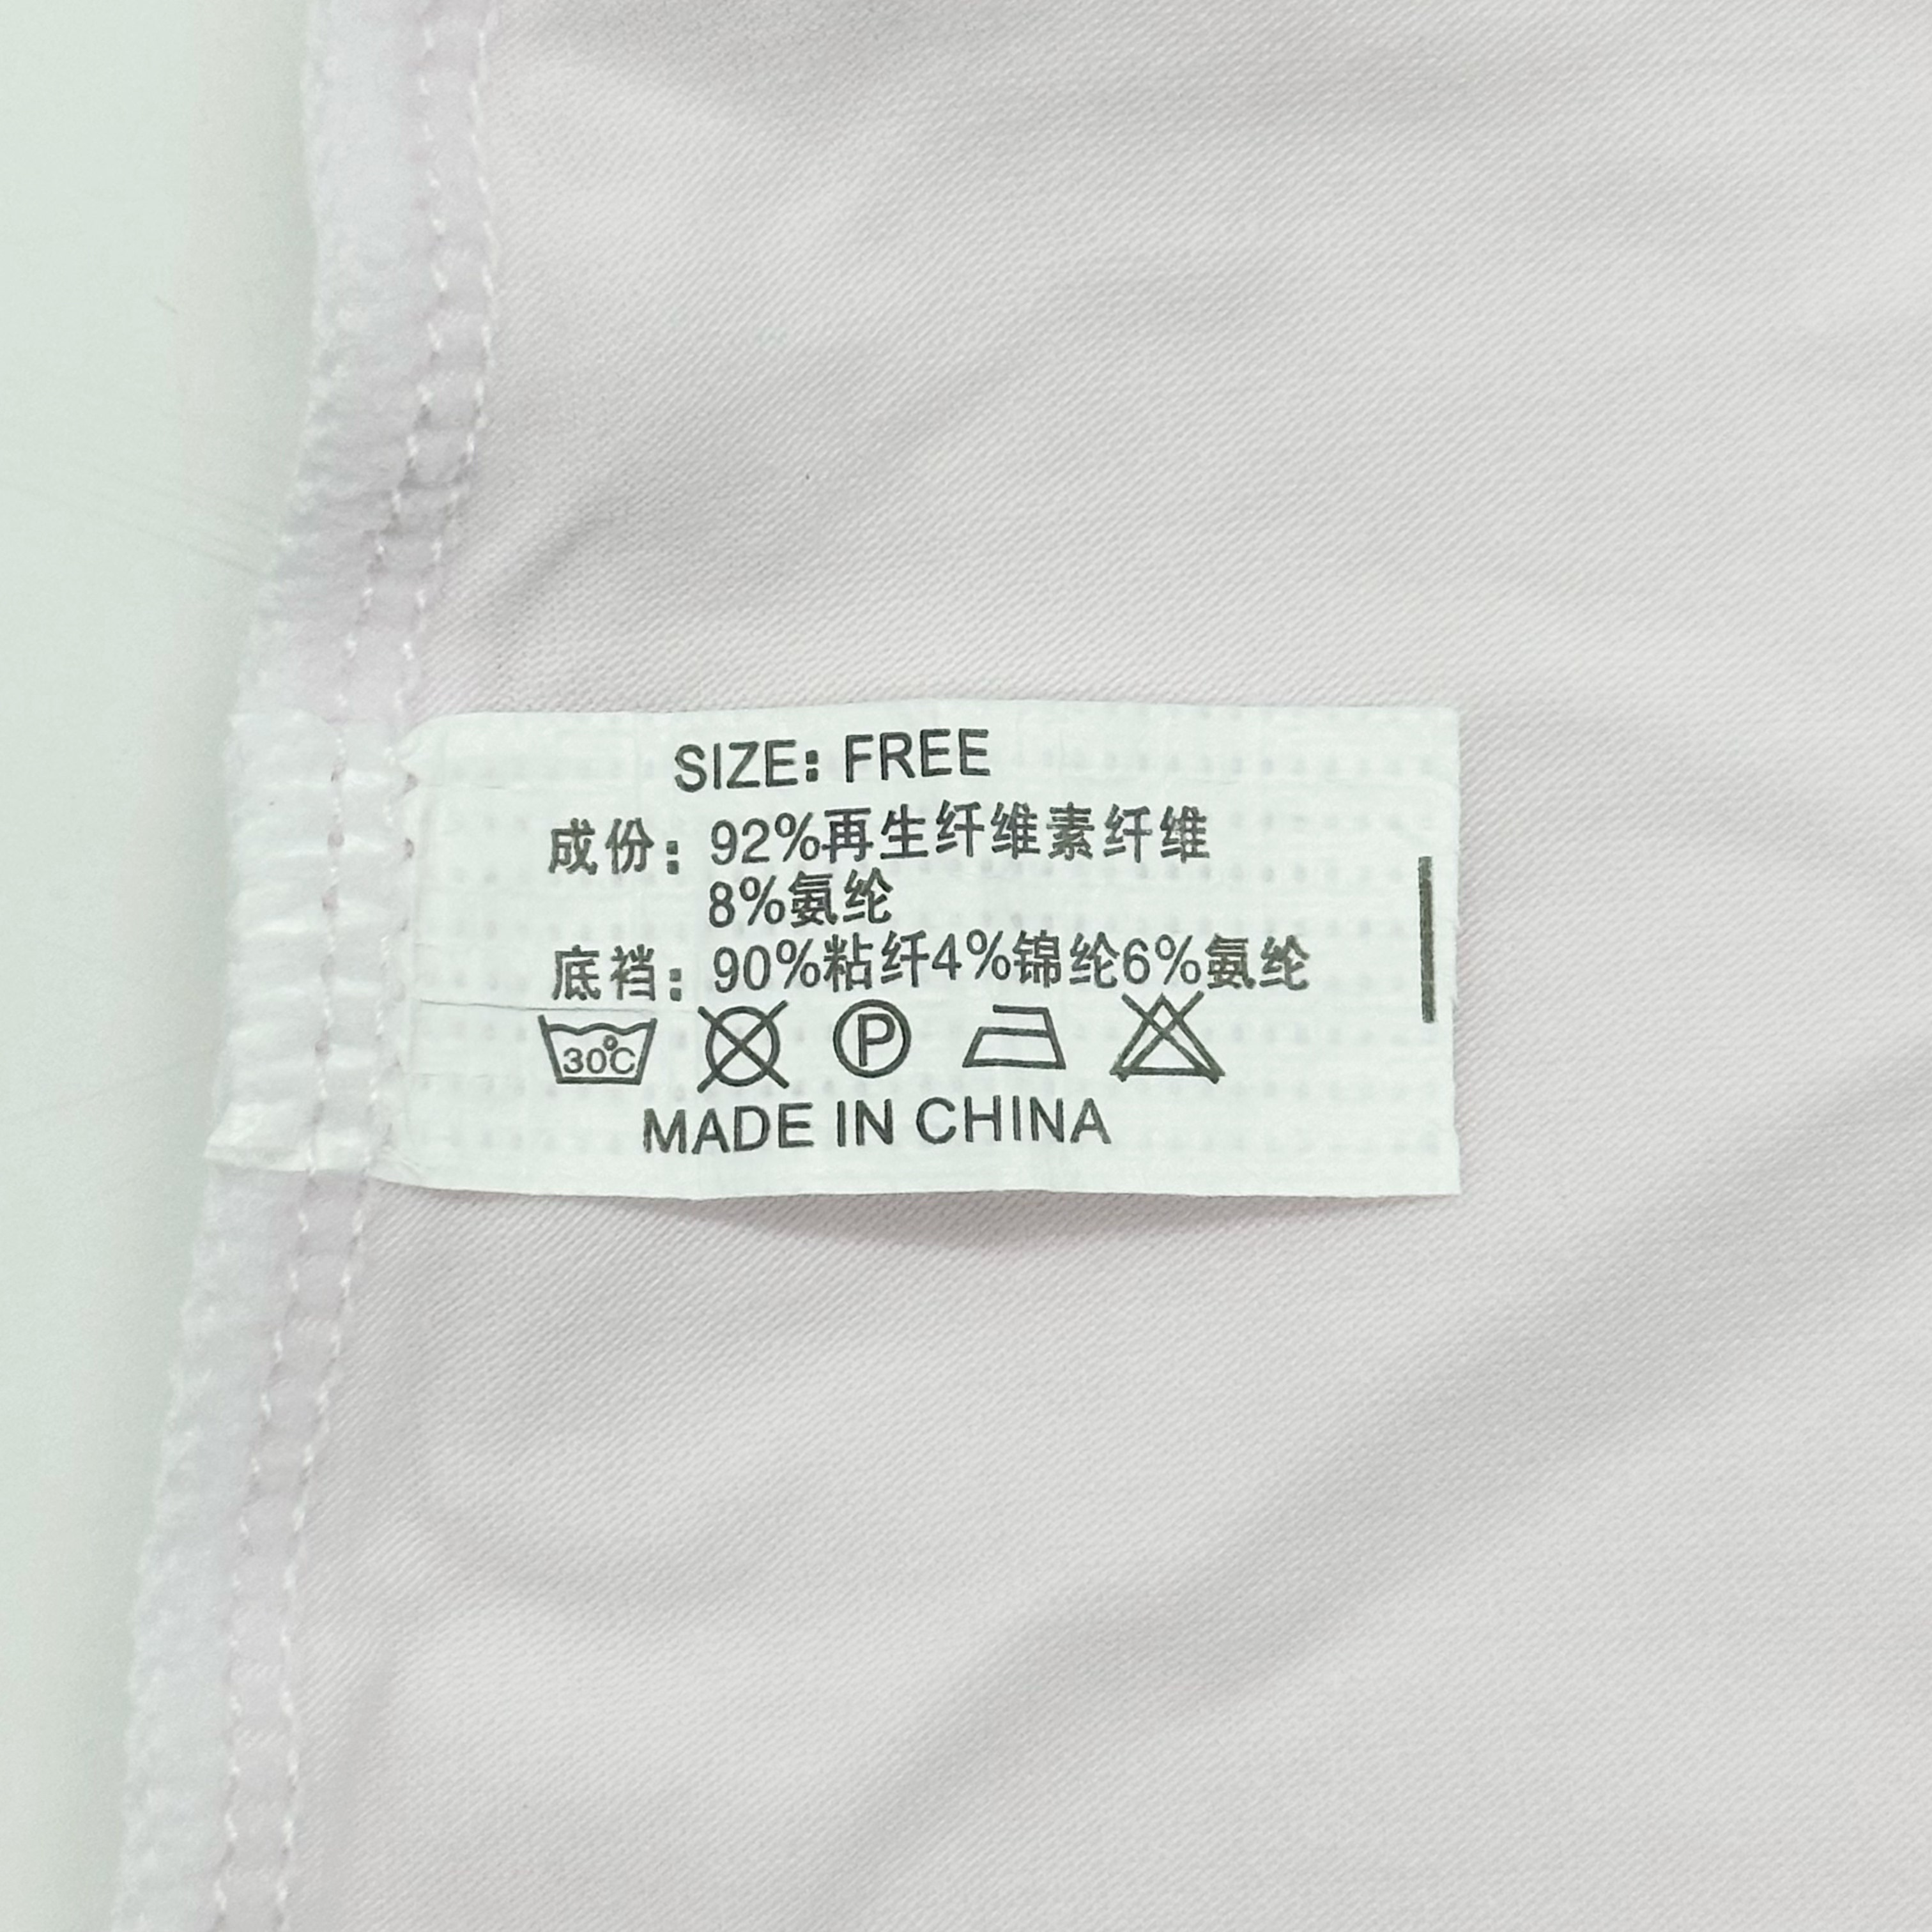 SIZE: FREE
成份: 92%再生纤维素纤维
8%氨纶
底裆: 90%粘纤4%锦纶6%氨纶
30℃ P
MADE IN CHINA